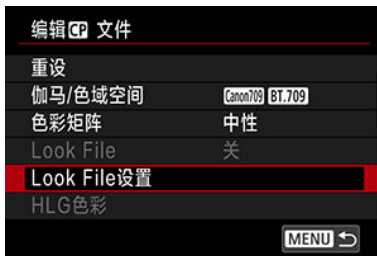 编辑CP 文件
重设
伽马/色域空间 Canon709 BT.709
色彩矩阵 中性
Look File 关
Look File设置
HLG色彩
MENU